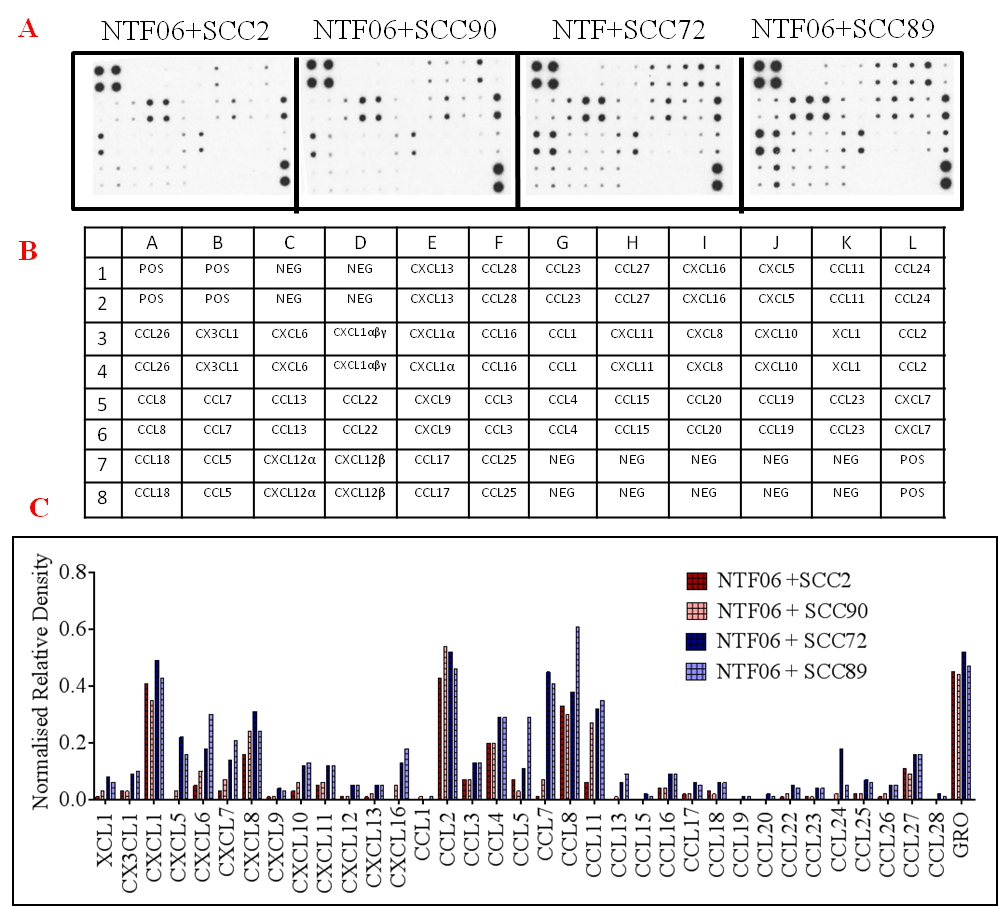 A
NTF06+SCC2 NTF06+SCC90 NTF+SCC72 NTF06+SCC89
B
A B C D E F G H I J K L
1 POS POS NEG NEG CXCL13 CCL28 CCL23 CCL27 CXCL16 CXCL5 CCL11 CCL24
2 POS POS NEG NEG CXCL13 CCL28 CCL23 CCL27 CXCL16 CXCL5 CCL11 CCL24
3 CCL26 CX3CL1 CXCL6 CXCL1αβγ CXCL1α CCL16 CCL1 CXCL11 CXCL8 CXCL10 XCL1 CCL2
4 CCL26 CX3CL1 CXCL6 CXCL1αβγ CXCL1α CCL16 CCL1 CXCL11 CXCL8 CXCL10 XCL1 CCL2
5 CCL8 CCL7 CCL13 CCL22 CXCL9 CCL3 CCL4 CCL15 CCL20 CCL19 CCL23 CXCL7
6 CCL8 CCL7 CCL13 CCL22 CXCL9 CCL3 CCL4 CCL15 CCL20 CCL19 CCL23 CXCL7
7 CCL18 CCL5 CXCL12α CXCL12β CCL17 CCL25 NEG NEG NEG NEG NEG POS
8 CCL18 CCL5 CXCL12α CXCL12β CCL17 CCL25 NEG NEG NEG NEG NEG POS
C
Normalised Relative Density
0.8
0.6
0.4
0.2
0.0
NTF06 +SCC2
NTF06 + SCC90
NTF06 + SCC72
NTF06 + SCC89
XCL1 CX3CL1 CXCL1 CXCL5 CXCL6 CXCL7 CXCL8 CXCL9 CXCL10 CXCL11 CXCL12 CXCL13 CXCL16 CCL1 CCL2 CCL3 CCL4 CCL5 CCL7 CCL8 CCL11 CCL13 CCL15 CCL16 CCL17 CCL18 CCL19 CCL20 CCL22 CCL23 CCL24 CCL25 CCL26 CCL27 CCL28 GRO